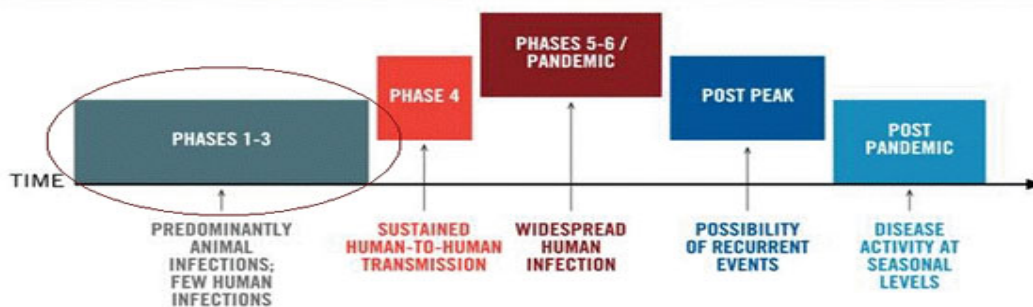 PHASES 5-6 /
PANDEMIC
PHASE 4
POST PEAK
PHASES 1-3
POST
PANDEMIC
TIME
PREDOMINANTLY
ANIMAL
INFECTIONS;
FEW HUMAN
INFECTIONS
SUSTAINED
HUMAN-TO-HUMAN
TRANSMISSION
WIDESPREAD
HUMAN
INFECTION
POSSIBILITY
OF RECURRENT
EVENTS
DISEASE
ACTIVITY AT
SEASONAL
LEVELS